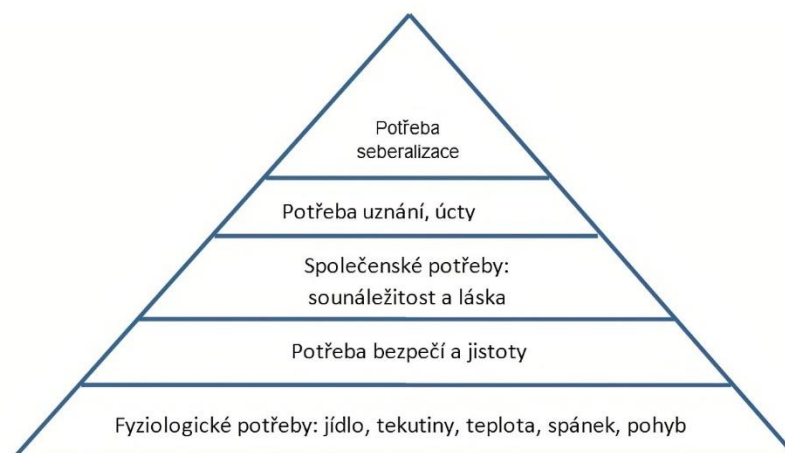 Potřeba
seberalizace
Potřeba uznání, úcty
Společenské potřeby:
sounáležitost a láska
Potřeba bezpečí a jistoty
Fyziologické potřeby: jídlo, tekutiny, teplota, spánek, pohyb